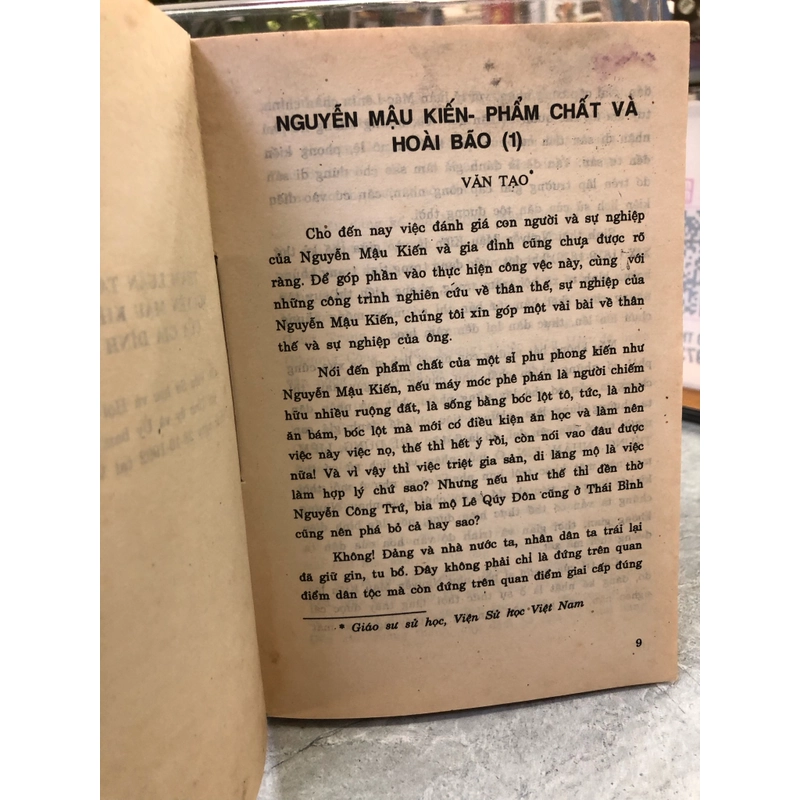 NGUYỄN MẬU KIẾN- PHẨM CHẤT VÀ
HOÀI BÃO (1)
VĂN TẠO*
Cho đến nay việc đánh giá con người và sự nghiệp
của Nguyễn Mậu Kiến và gia đình cũng chưa được rõ
ràng. Để góp phần vào thực hiện công vệc này, cùng với
những công trình nghiên cứu về thân thế, sự nghiệp của
Nguyễn Mậu Kiến, chúng tôi xin góp một vài bài về thân
thế và sự nghiệp của ông.
Nói đến phẩm chất của một sĩ phu phong kiến như
Nguyễn Mậu Kiến, nếu máy móc phê phán là người chiếm
hữu nhiều ruộng đất, là sống bằng bóc lột tô, tức, là nhờ
ăn bám, bóc lột mà mới có điều kiện ăn học và làm nên
việc này việc nọ, thế thì hết ý rồi, còn nói vào đâu được
nữa! Và vì vậy thì việc triệt gia sản, di lăng mộ là việc
làm hợp lý chứ sao? Nhưng nếu như thế thì đền thờ
Nguyễn Công Trứ, bia mộ Lê Qúy Đôn cũng ở Thái Bình
cũng nên phá bỏ cả hay sao?
Không! Đảng và nhà nước ta, nhân dân ta trái lại
đã giữ gìn, tu bổ. Đây không phải chỉ là đứng trên quan
điểm dân tộc mà còn đứng trên quan điểm giai cấp đúng
* Giáo sư sử học, Viện Sử học Việt Nam
9